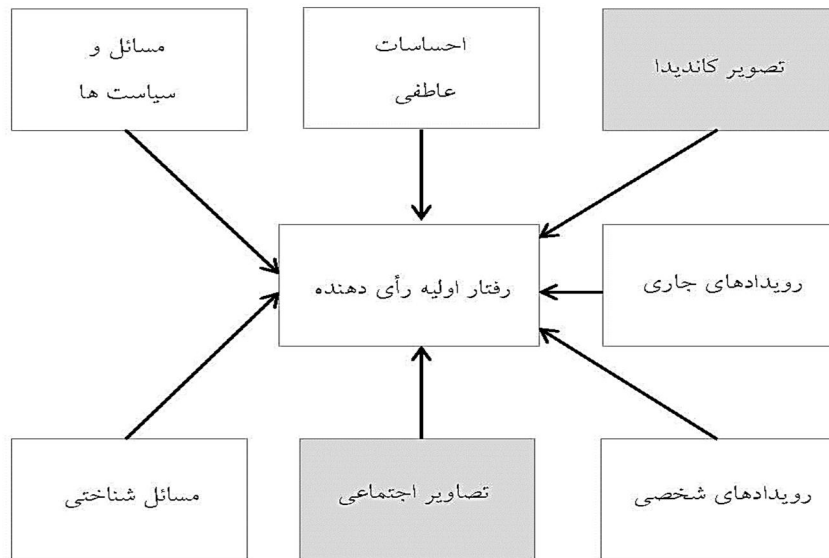 تصویر کاندیدا
احساسات
عاطفی
مسائل و
سیاست ها
رویدادهای جاری
رفتار اولیه رأی دهنده
رویدادهای شخصی
تصاویر اجتماعی
مسائل شناختی